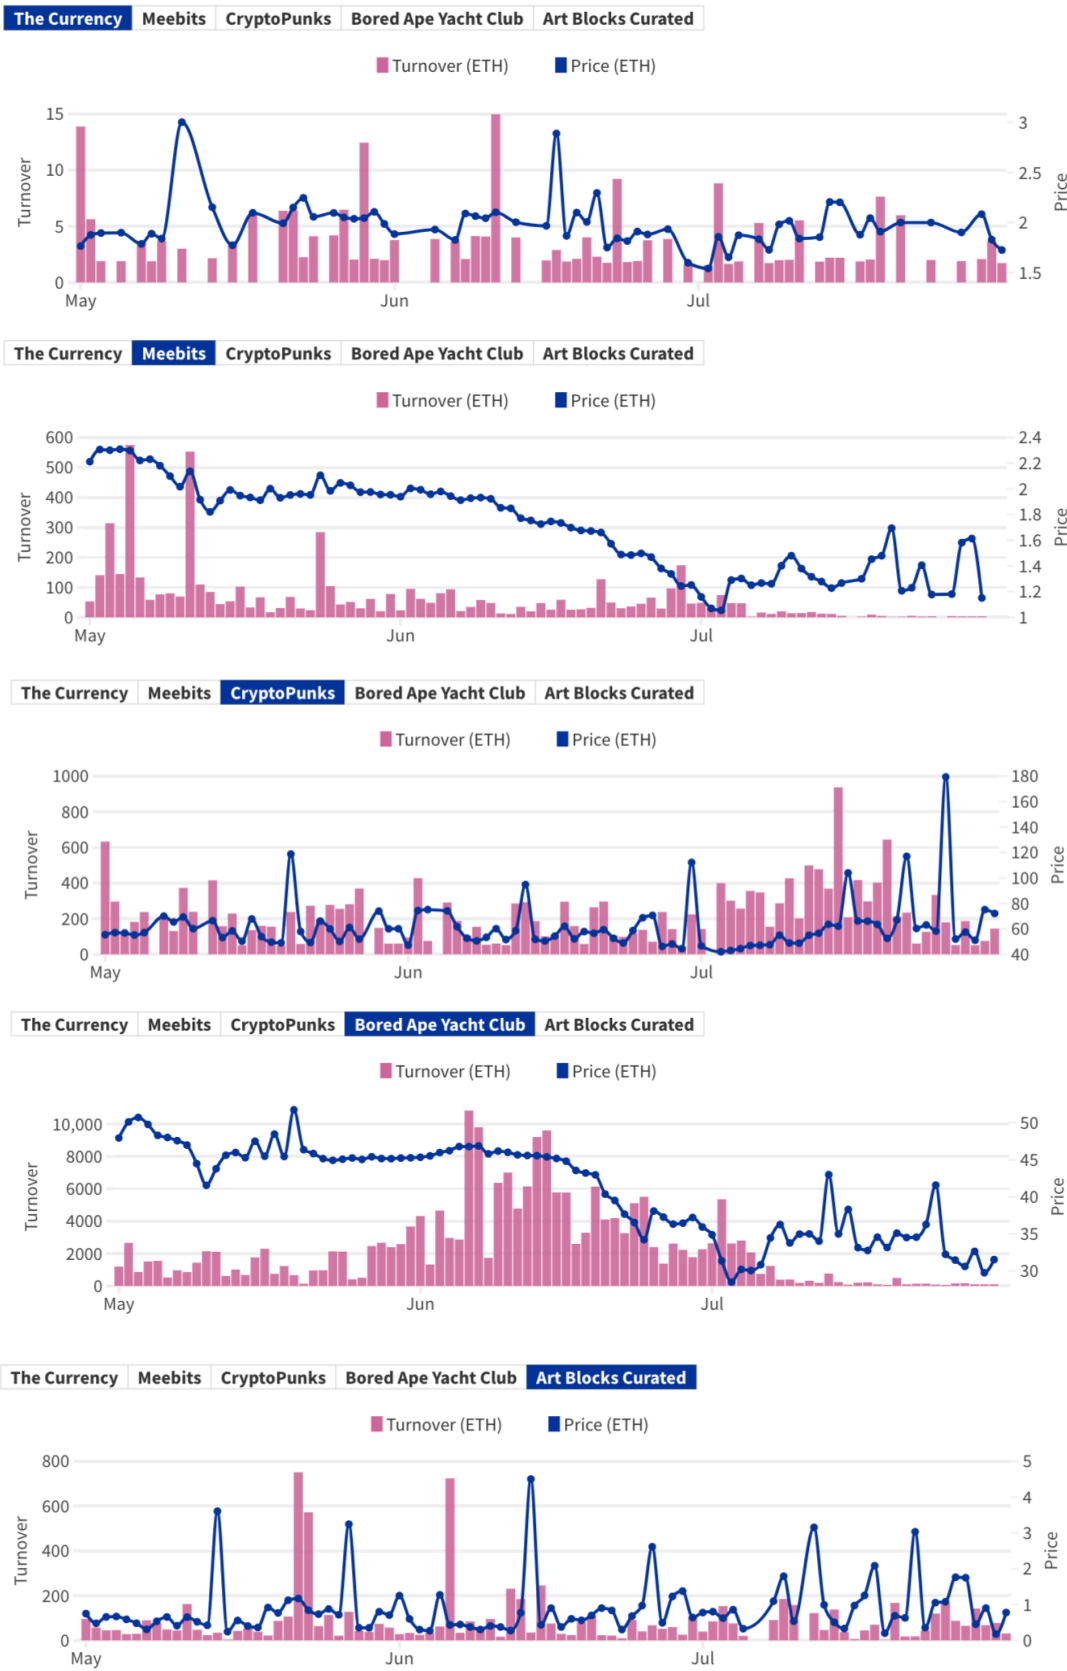 The Currency Meebits CryptoPunks Bored Ape Yacht Club Art Blocks Curated
Turnover (ETH) Price (ETH)
Turnover
15
10
5
0
3
2.5
2
1.5
Price
May Jun Jul
The Currency Meebits CryptoPunks Bored Ape Yacht Club Art Blocks Curated
Turnover (ETH) Price (ETH)
Turnover
600
500
400
300
200
100
0
2.4
2.2
2
1.8
1.6
1.4
1.2
1
Price
May Jun Jul
The Currency Meebits CryptoPunks Bored Ape Yacht Club Art Blocks Curated
Turnover (ETH) Price (ETH)
Turnover
1000
800
600
400
200
0
180
160
140
120
100
80
60
40
Price
May Jun Jul
The Currency Meebits CryptoPunks Bored Ape Yacht Club Art Blocks Curated
Turnover (ETH) Price (ETH)
Turnover
10,000
8000
6000
4000
2000
0
50
45
40
35
30
Price
May Jun Jul
The Currency Meebits CryptoPunks Bored Ape Yacht Club Art Blocks Curated
Turnover (ETH) Price (ETH)
Turnover
800
600
400
200
0
5
4
3
2
1
0
Price
May Jun Jul